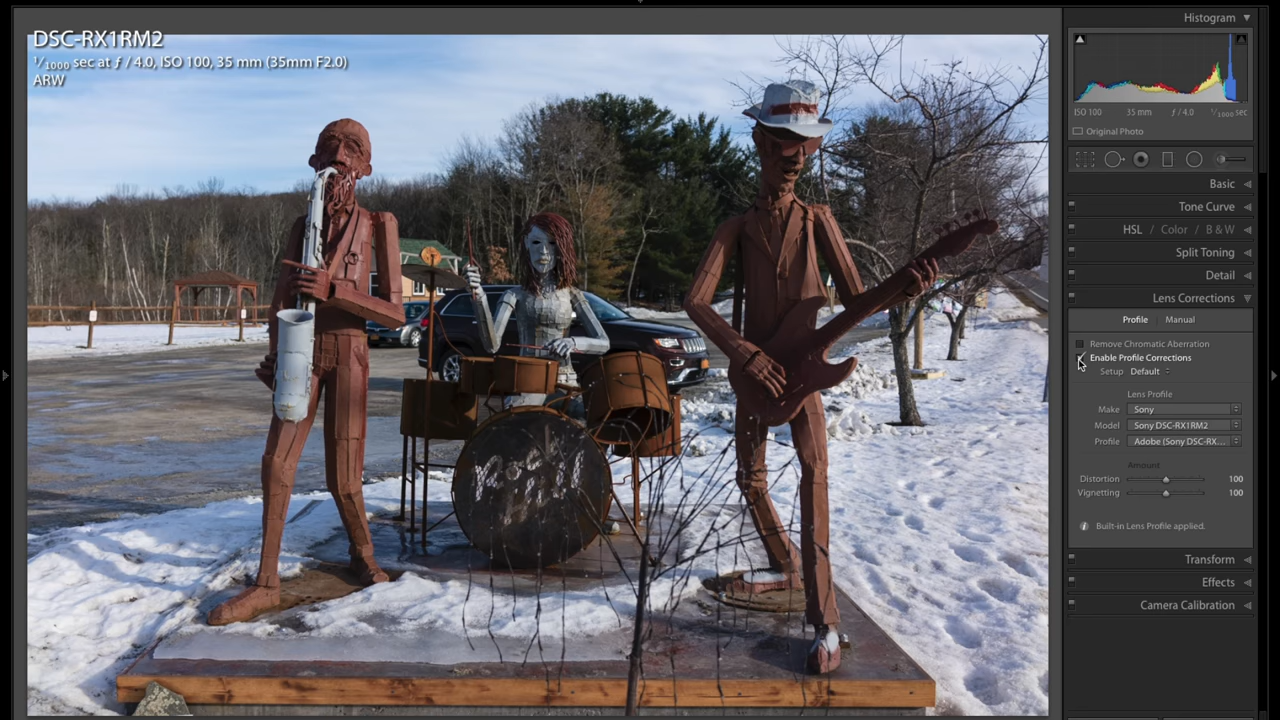 DSC-RX1RM2
1/1000 sec at ƒ / 4.0, ISO 100, 35 mm (35mm F2.0)
ARW
Histogram
ISO 100 35 mm ƒ / 4.0 1/1000 sec
Original Photo
Basic
Tone Curve
HSL / Color / B & W
Split Toning
Detail
Lens Corrections
Profile Manual
Remove Chromatic Aberration
Enable Profile Corrections
Setup Default
Lens Profile
Make Sony
Model Sony DSC-RX1RM2
Profile Adobe (Sony DSC-RX...
Amount
Distortion 100
Vignetting 100
Built-in Lens Profile applied.
Transform
Effects
Camera Calibration
Rock